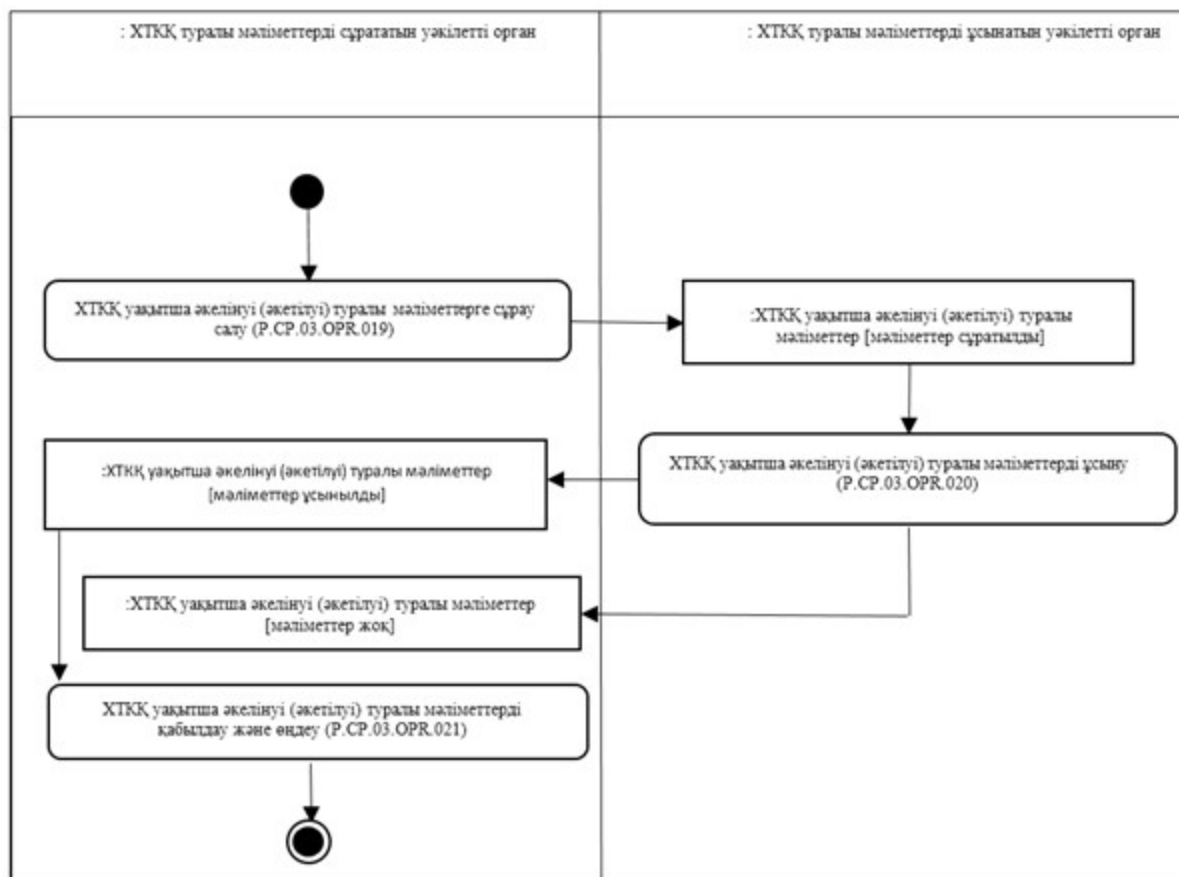 : ХТКҚ туралы мәліметтерді сұрататын уәкілетті орган
: ХТКҚ туралы мәліметтерді ұсынатын уәкілетті орган
ХТКҚ уақытша әкелінуі (әкетілуі) туралы мәліметтерге сұрау
салу (P.CP.03.OPR.019)
:ХТКҚ уақытша әкелінуі (әкетілуі) туралы
мәліметтер [мәліметтер сұратылды]
:ХТКҚ уақытша әкелінуі (әкетілуі) туралы мәліметтер
[мәліметтер ұсынылды]
ХТКҚ уақытша әкелінуі (әкетілуі) туралы мәліметтерді ұсыну
(P.CP.03.OPR.020)
:ХТКҚ уақытша әкелінуі (әкетілуі) туралы мәліметтер
[мәліметтер жоқ]
ХТКҚ уақытша әкелінуі (әкетілуі) туралы мәліметтерді
қабылдау және өңдеу (P.CP.03.OPR.021)